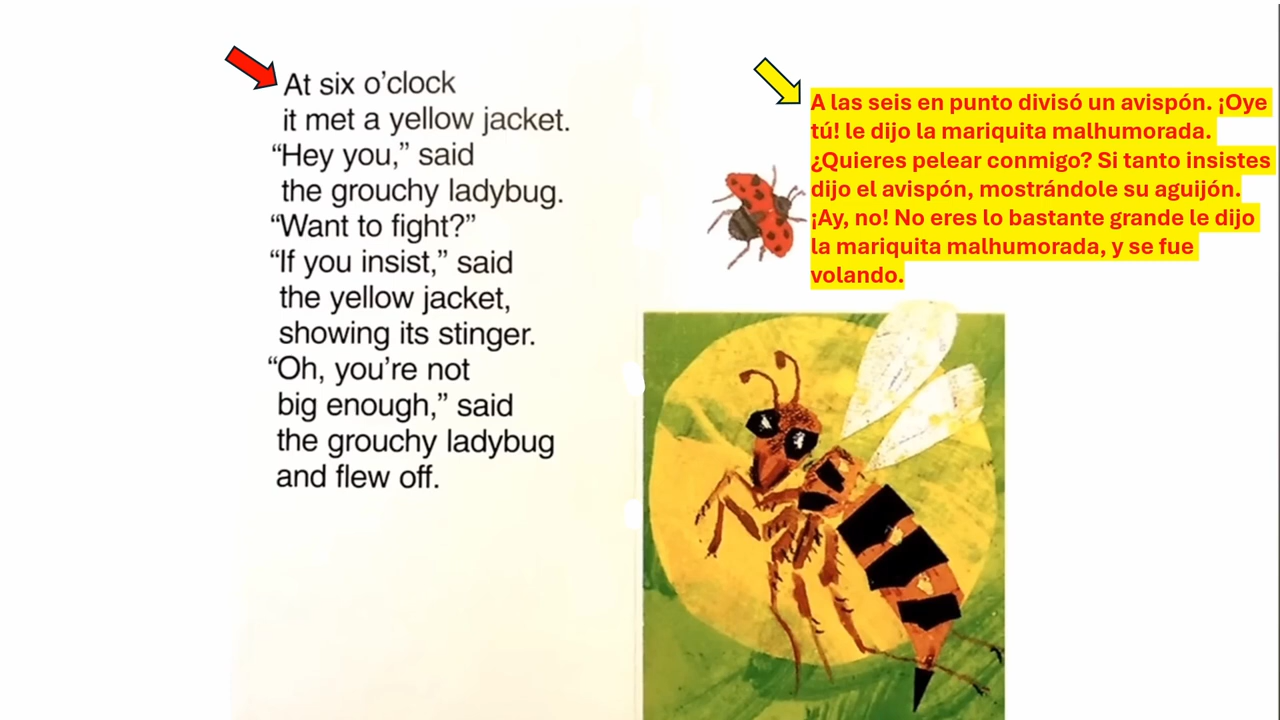 At six o’clock
it met a yellow jacket.
“Hey you,” said
the grouchy ladybug.
“Want to fight?”
“If you insist,” said
the yellow jacket,
showing its stinger.
“Oh, you’re not
big enough,” said
the grouchy ladybug
and flew off.
A las seis en punto divisó un avispón. ¡Oye
tú! le dijo la mariquita malhumorada.
¿Quieres pelear conmigo? Si tanto insistes
dijo el avispón, mostrándole su aguijón.
¡Ay, no! No eres lo bastante grande le dijo
la mariquita malhumorada, y se fue
volando.